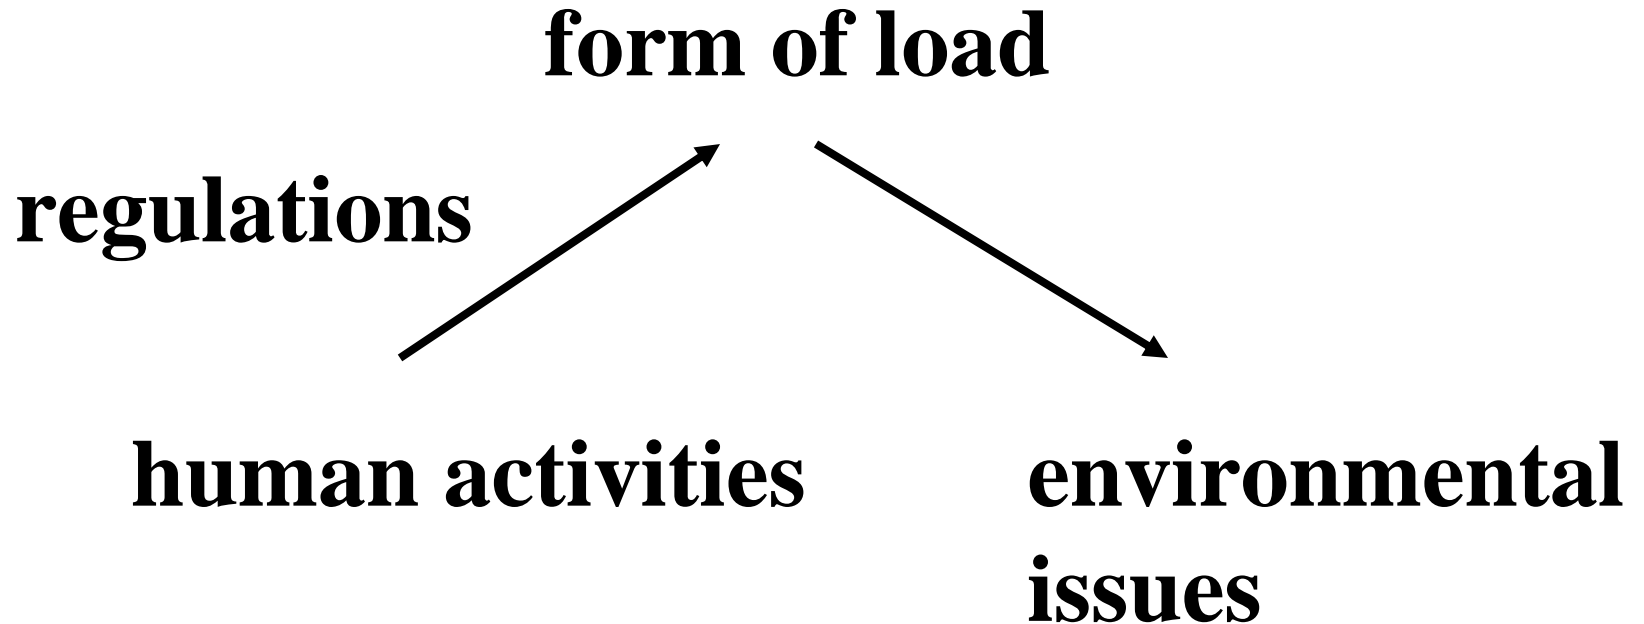 form of load
regulations
human activities
environmental
issues